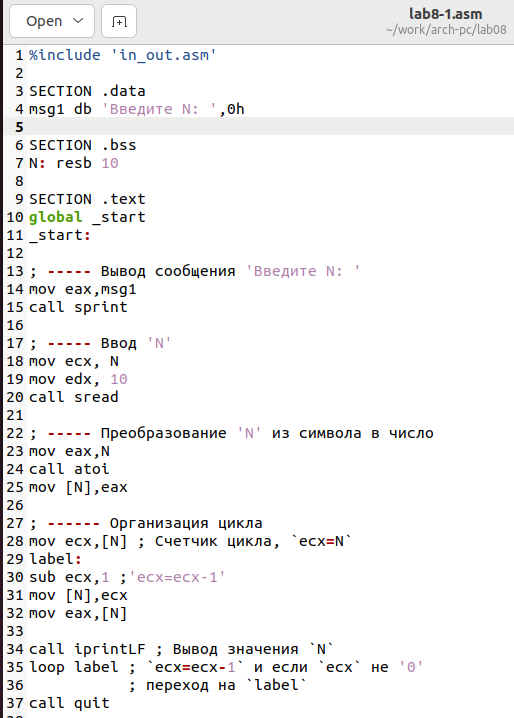 Open
lab8-1.asm
~/work/arch-pc/lab08
1 %include 'in_out.asm'
2
3 SECTION .data
4 msg1 db 'Введите N: ',0h
5
6 SECTION .bss
7 N: resb 10
8
9 SECTION .text
10 global _start
11 _start:
12
13 ; ----- Вывод сообщения 'Введите N: '
14 mov eax,msg1
15 call sprint
16
17 ; ----- Ввод 'N'
18 mov ecx, N
19 mov edx, 10
20 call sread
21
22 ; ----- Преобразование 'N' из символа в число
23 mov eax,N
24 call atoi
25 mov [N],eax
26
27 ; ------ Организация цикла
28 mov ecx,[N] ; Счетчик цикла, `ecx=N`
29 label:
30 sub ecx,1 ;'ecx=ecx-1'
31 mov [N],ecx
32 mov eax,[N]
33
34 call iprintLF ; Вывод значения `N`
35 loop label ; `ecx=ecx-1` и если `ecx` не '0'
36 ; переход на `label`
37 call quit